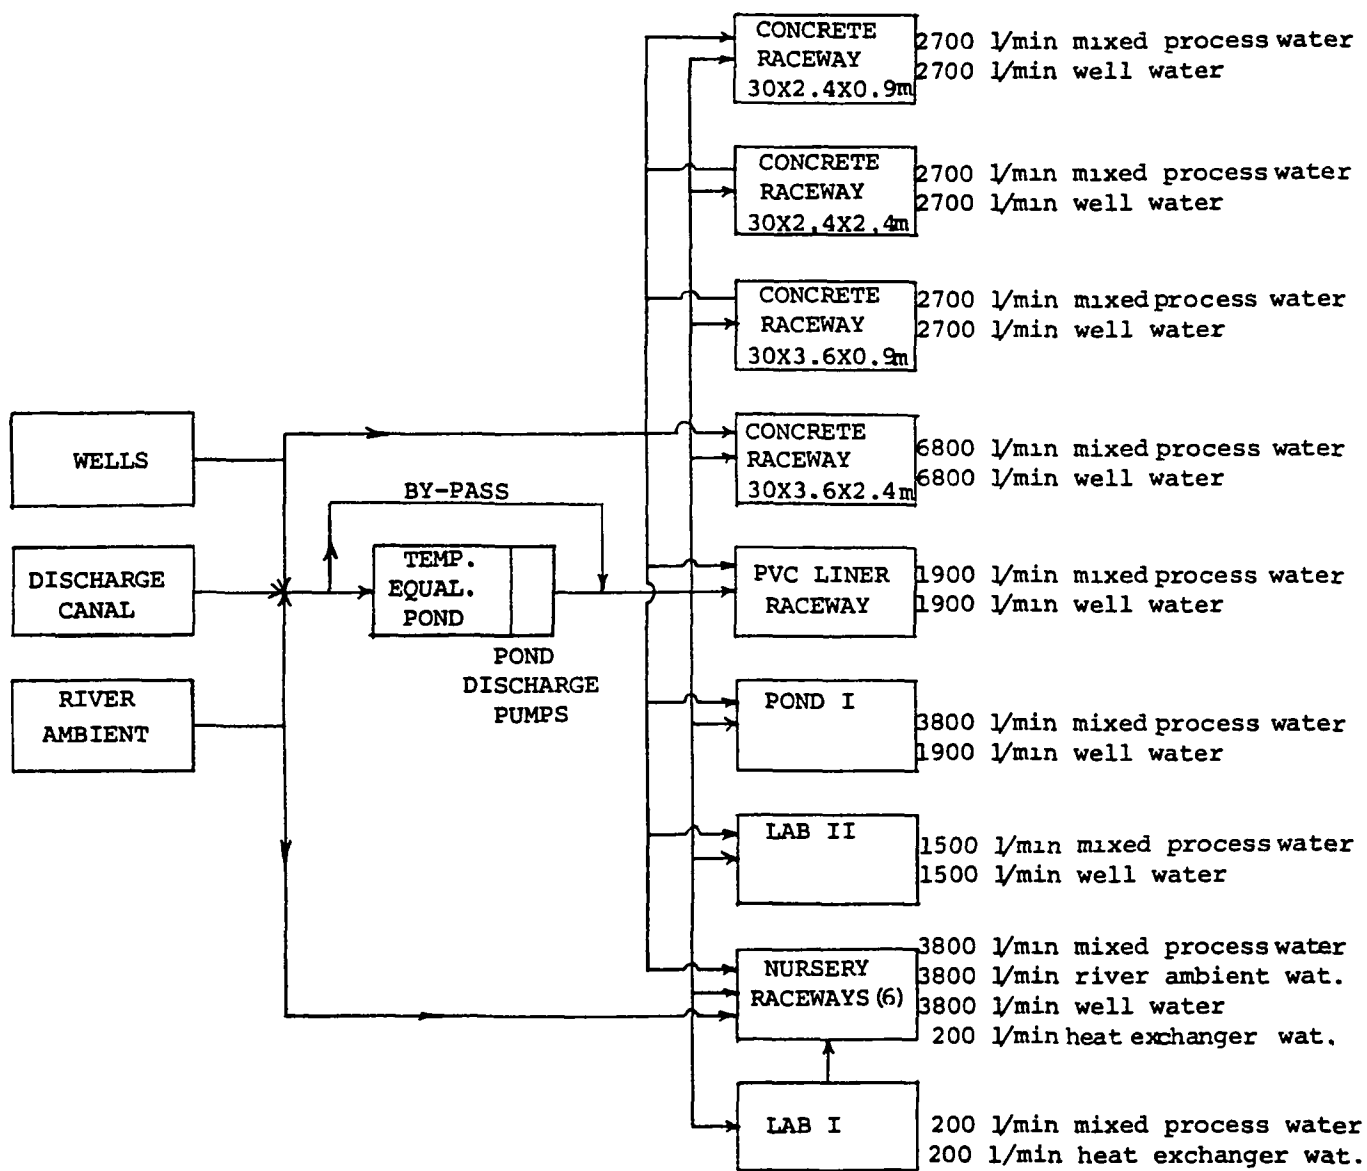 CONCRETE
RACEWAY
30X2.4X0.9m
2700 l/min mixed process water
2700 l/min well water
CONCRETE
RACEWAY
30X2.4X2.4m
2700 l/min mixed process water
2700 l/min well water
CONCRETE
RACEWAY
30X3.6X0.9m
2700 l/min mixed process water
2700 l/min well water
WELLS
CONCRETE
RACEWAY
30X3.6X2.4m
6800 l/min mixed process water
6800 l/min well water
BY-PASS
DISCHARGE
CANAL
TEMP.
EQUAL.
POND
POND
DISCHARGE
PUMPS
PVC LINER
RACEWAY
1900 l/min mixed process water
1900 l/min well water
RIVER
AMBIENT
POND I
3800 l/min mixed process water
1900 l/min well water
LAB II
1500 l/min mixed process water
1500 l/min well water
NURSERY
RACEWAYS (6)
3800 l/min mixed process water
3800 l/min river ambient wat.
3800 l/min well water
200 l/min heat exchanger wat.
LAB I
200 l/min mixed process water
200 l/min heat exchanger wat.